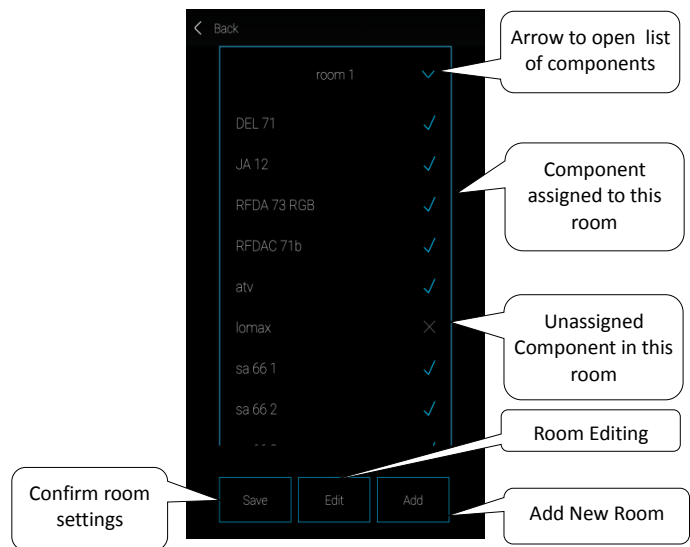 Back
Arrow to open list
of components
room 1
DEL 71
JA 12
Component
assigned to this
room
RFDA 73 RGB
RFDAC 71b
atv
lomax
Unassigned
Component in this
room
sa 66 1
sa 66 2
Room Editing
Confirm room
settings
Save
Edit
Add
Add New Room